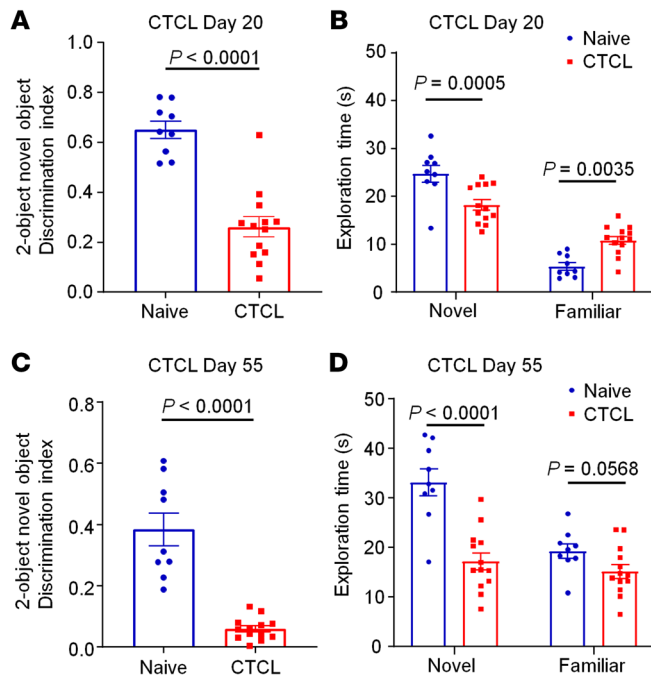 A
CTCL Day 20
2-object novel object
Discrimination index
1.0
0.8
0.6
0.4
0.2
0.0
P < 0.0001
Naive
CTCL
B
CTCL Day 20
Naive
CTCL
Exploration time (s)
50
40
30
20
10
0
P = 0.0005
P = 0.0035
Novel
Familiar
C
CTCL Day 55
2-object novel object
Discrimination index
0.8
0.6
0.4
0.2
0.0
P < 0.0001
Naive
CTCL
D
CTCL Day 55
Naive
CTCL
Exploration time (s)
50
40
30
20
10
0
P < 0.0001
P = 0.0568
Novel
Familiar